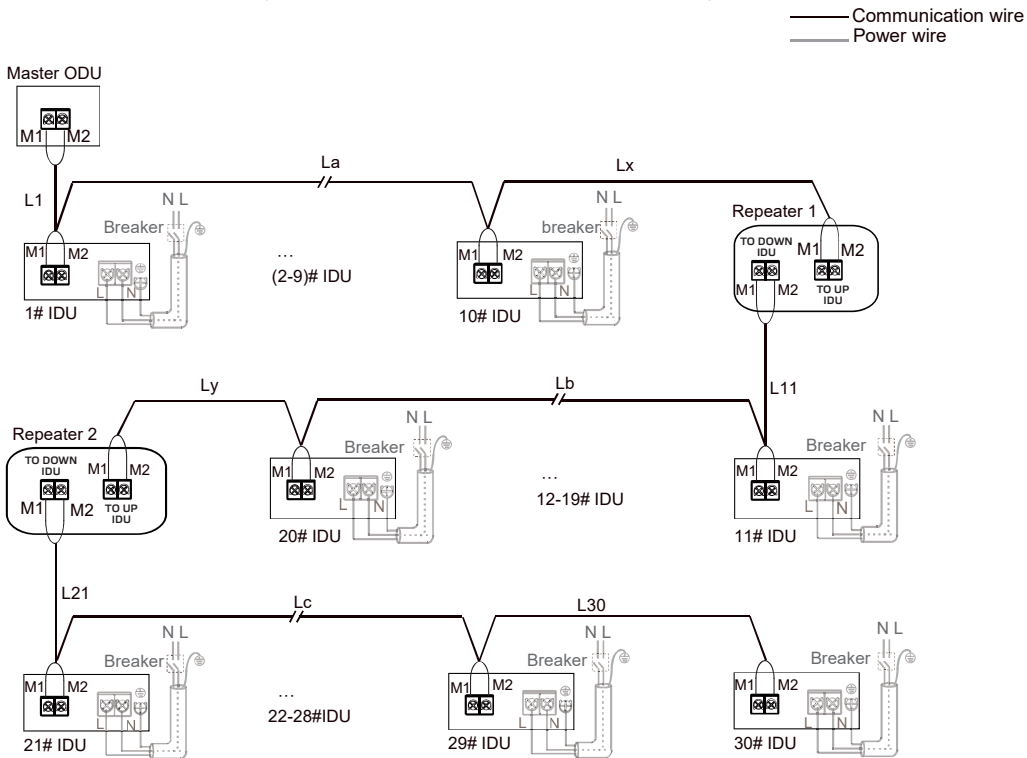 Communication wire
Power wire
Master ODU
M1 M2
L1
La
Lx
N L
Breaker
N L
breaker
Repeater 1
TO DOWN
IDU
M1 M2
TO UP
IDU
M1 M2
M1 M2
L N
1# IDU
...
(2-9)# IDU
M1 M2
L N
10# IDU
L11
Ly
Lb
Repeater 2
TO DOWN
IDU
M1 M2
TO UP
IDU
M1 M2
N L
Breaker
M1 M2
L N
20# IDU
...
12-19# IDU
N L
Breaker
M1 M2
L N
11# IDU
L21
Lc
L30
N L
Breaker
M1 M2
L N
21# IDU
...
22-28#IDU
N L
Breaker
M1 M2
L N
29# IDU
N L
Breaker
M1 M2
L N
30# IDU